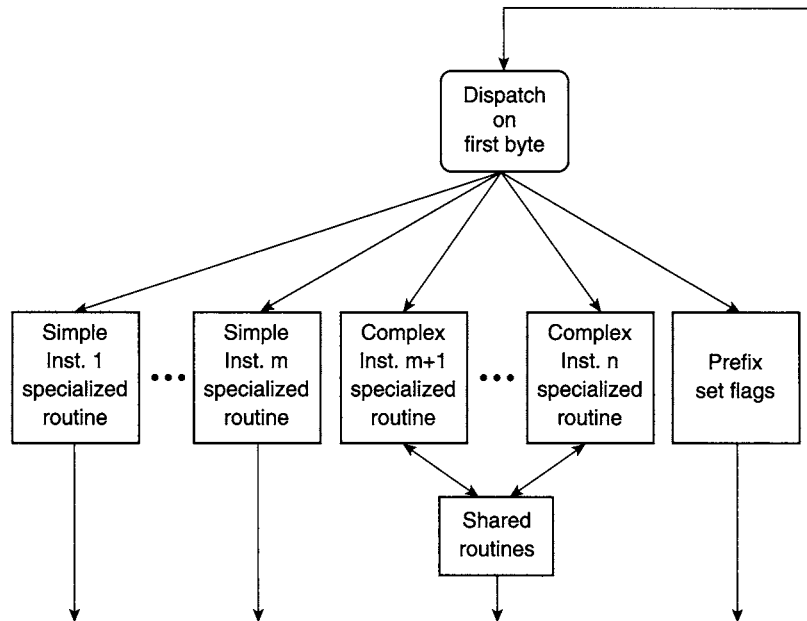 Dispatch
on
first byte
Simple
Inst. 1
specialized
routine
•••
Simple
Inst. m
specialized
routine
Complex
Inst. m+1
specialized
routine
•••
Complex
Inst. n
specialized
routine
Prefix
set flags
Shared
routines